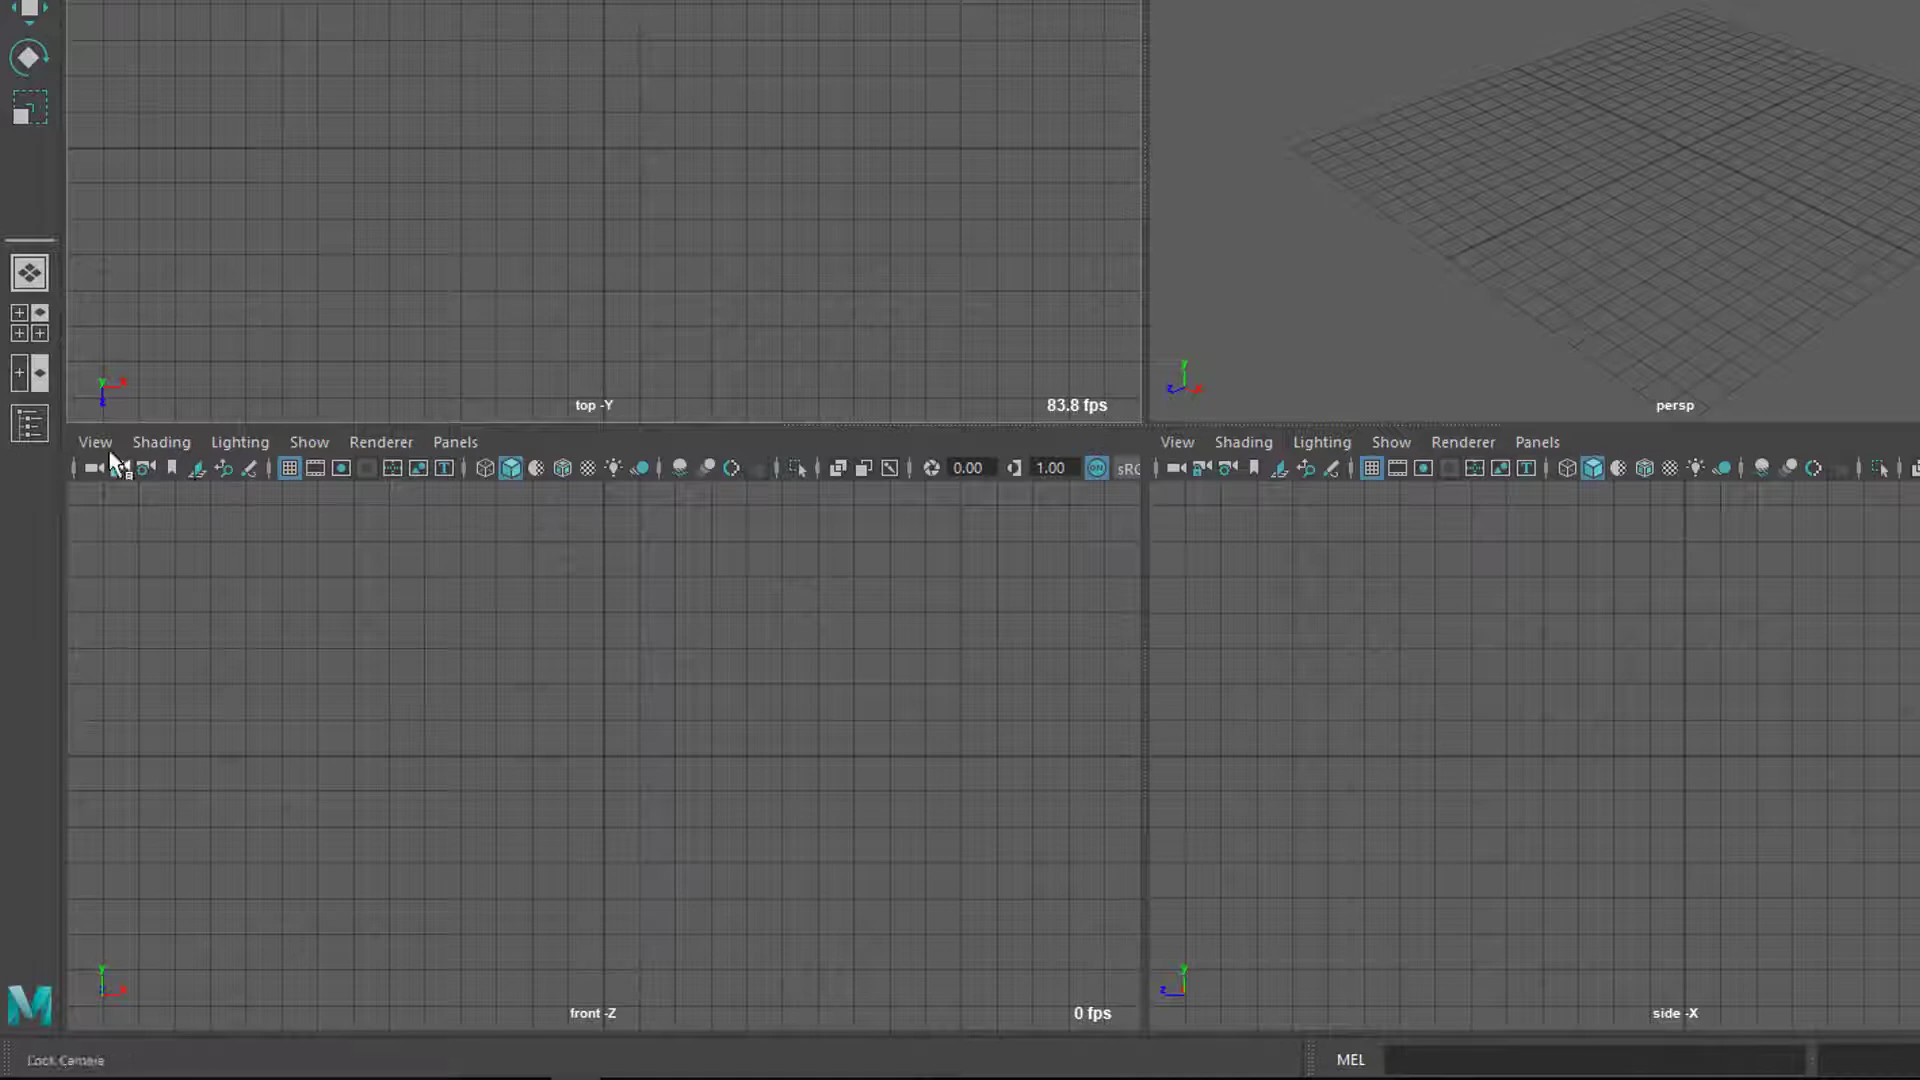 top -Y
83.8 fps
persp
View Shading Lighting Show Renderer Panels
View Shading Lighting Show Renderer Panels
0.00 1.00 ON sRG
front -Z
0 fps
side -X
Lock Camera
MEL